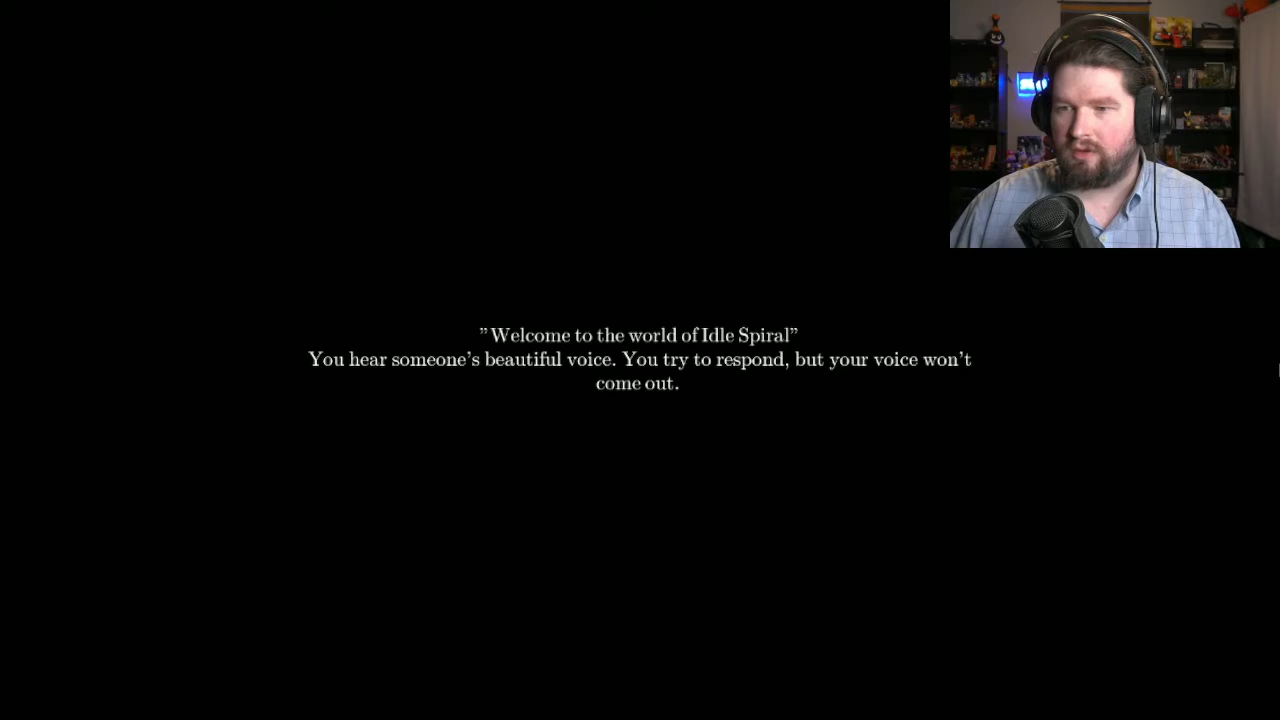 ”Welcome to the world of Idle Spiral”
You hear someone’s beautiful voice. You try to respond, but your voice won’t
come out.